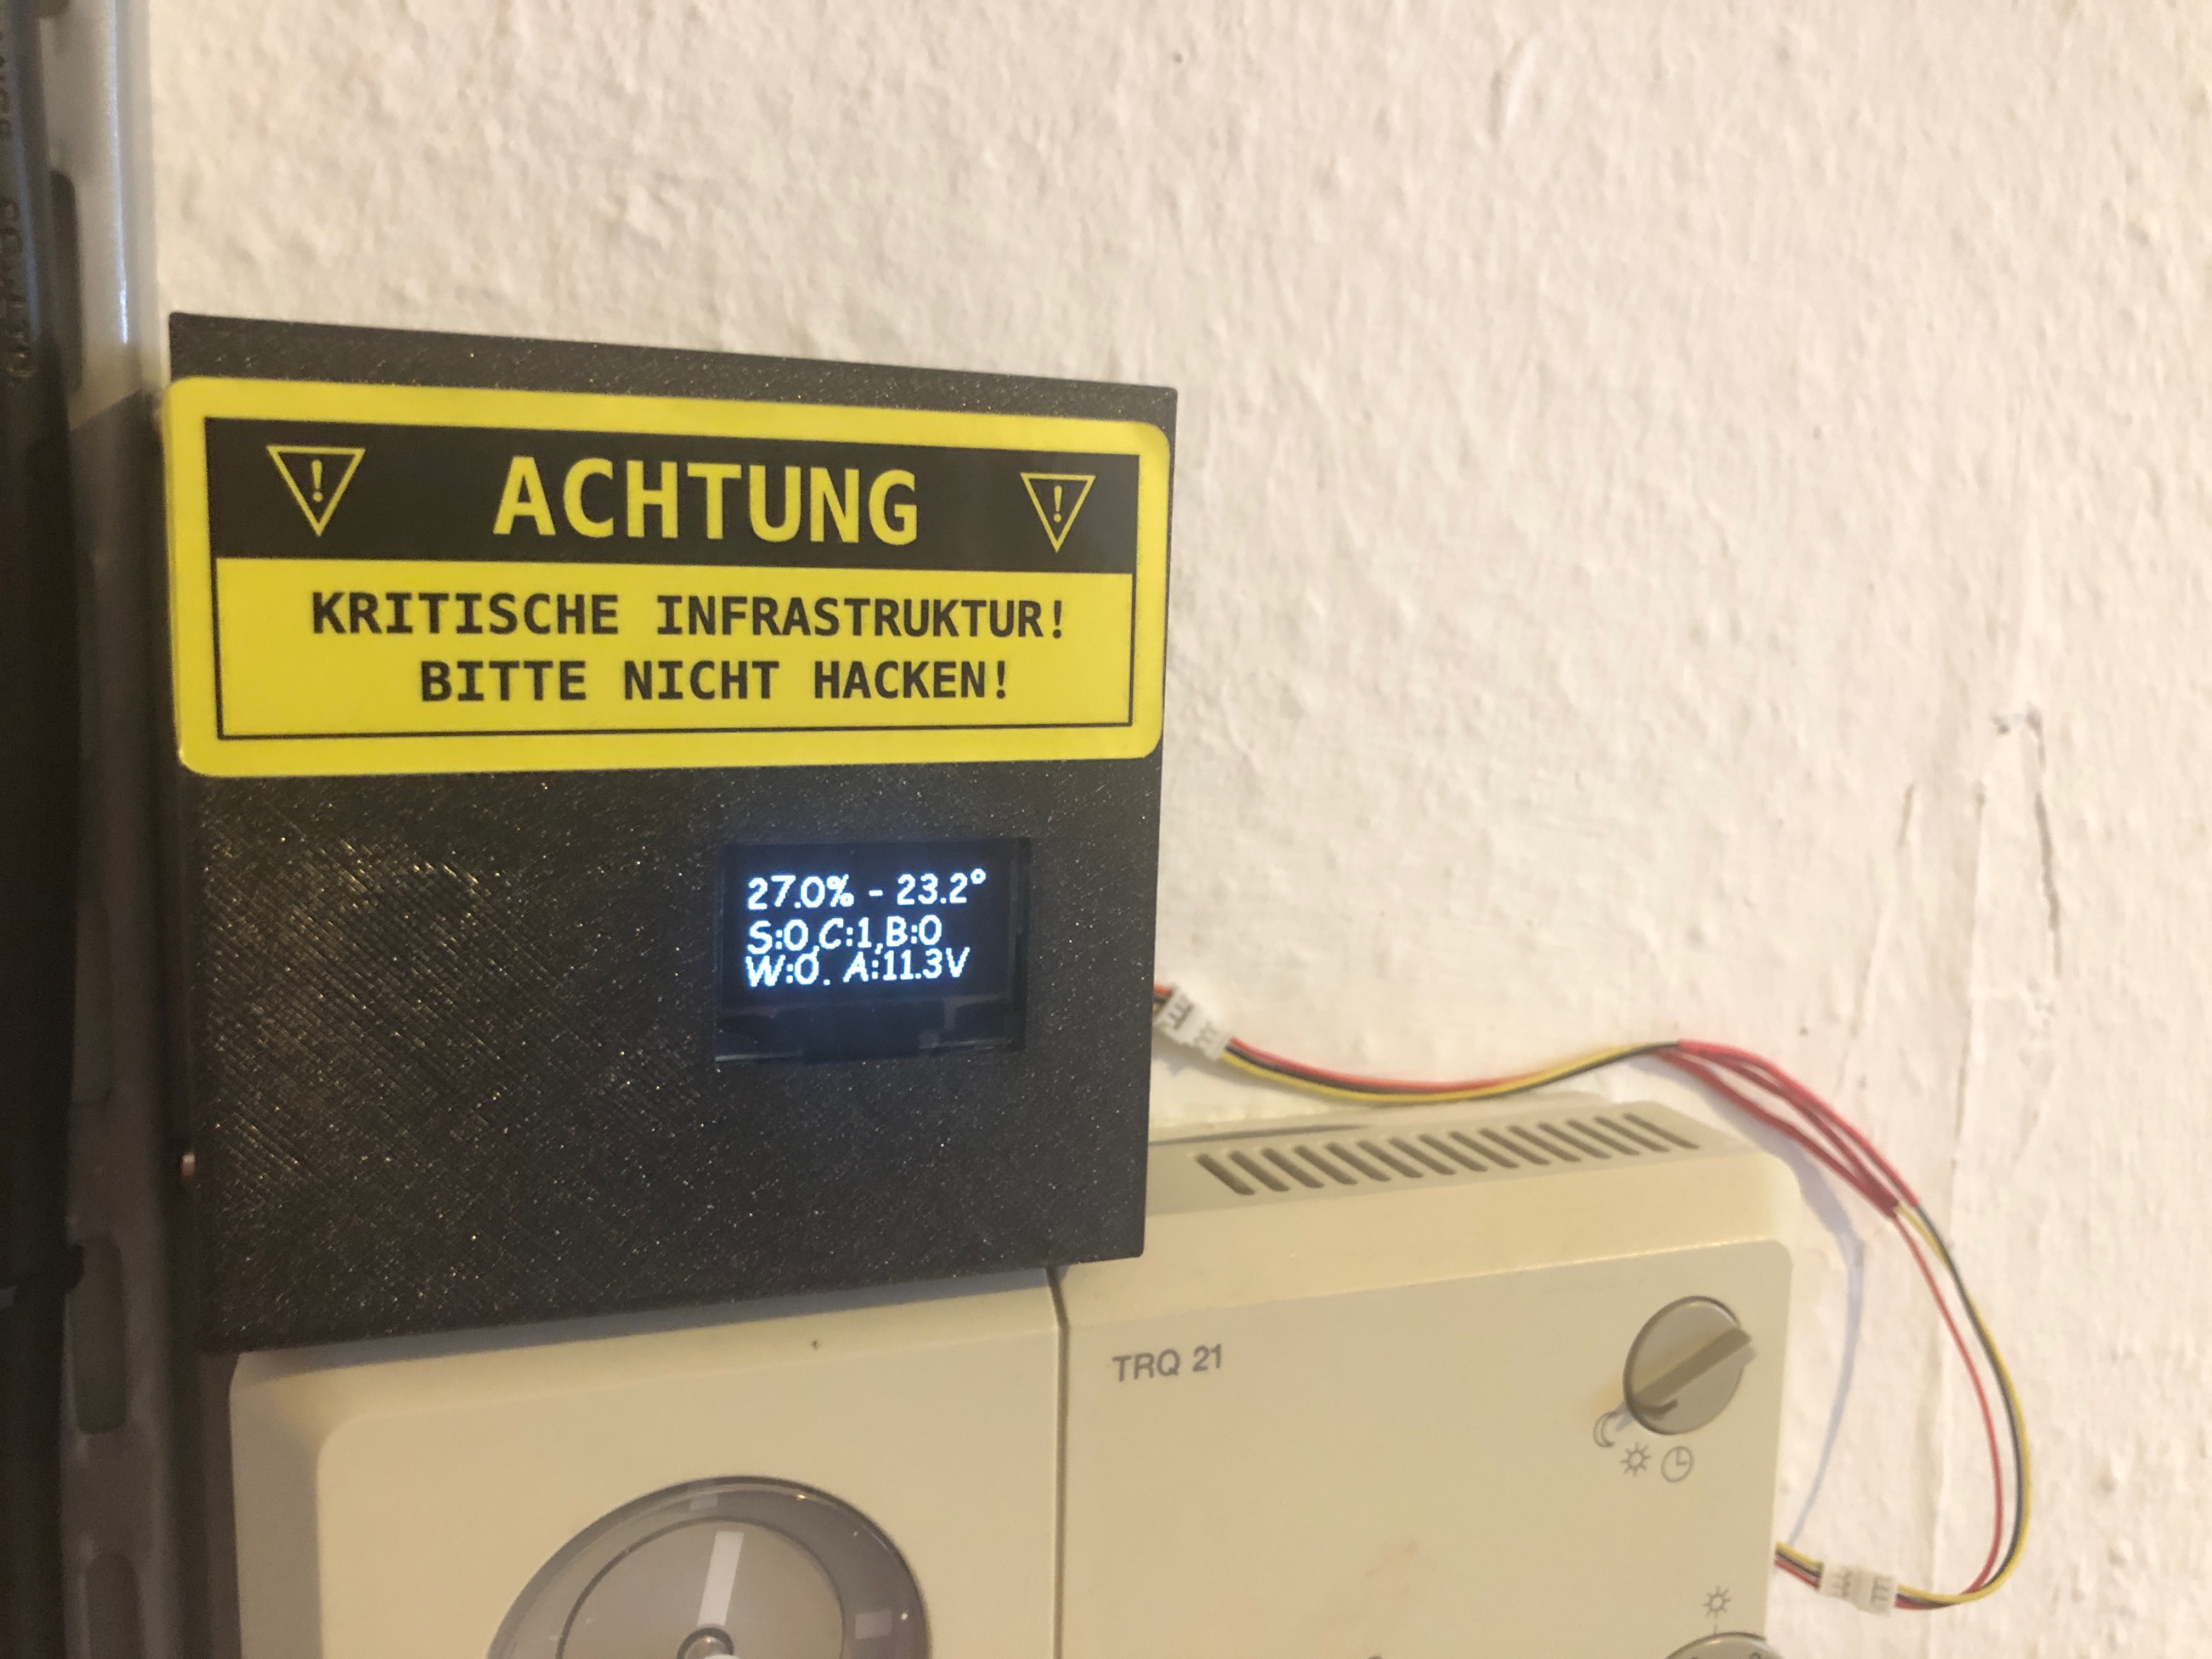 ACHTUNG
KRITISCHE INFRASTRUKTUR!
BITTE NICHT HACKEN!
27.0% - 23.2°
S:0,C:1,B:0
W:0. A:11.3V
TRQ 21